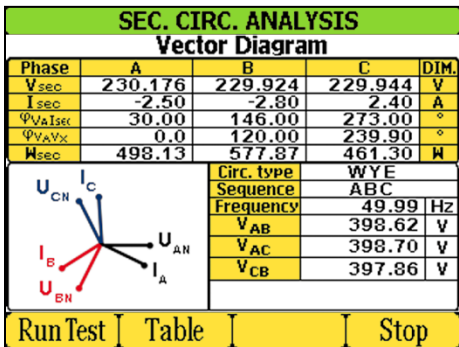 SEC. CIRC. ANALYSIS
Vector Diagram
Phase A B C DIM.
Vsec 230.176 229.924 229.944 V
Isec -2.50 -2.80 2.40 A
φVAIsec 30.00 146.00 273.00 °
φVAVx 0.0 120.00 239.90 °
Wsec 498.13 577.87 461.30 W
Circ. type WYE
Sequence ABC
Frequency 49.99 Hz
VAB 398.62 V
VAC 398.70 V
VCB 397.86 V
UCN IC
UAN
IB IA
UBN
Run Test Table Stop